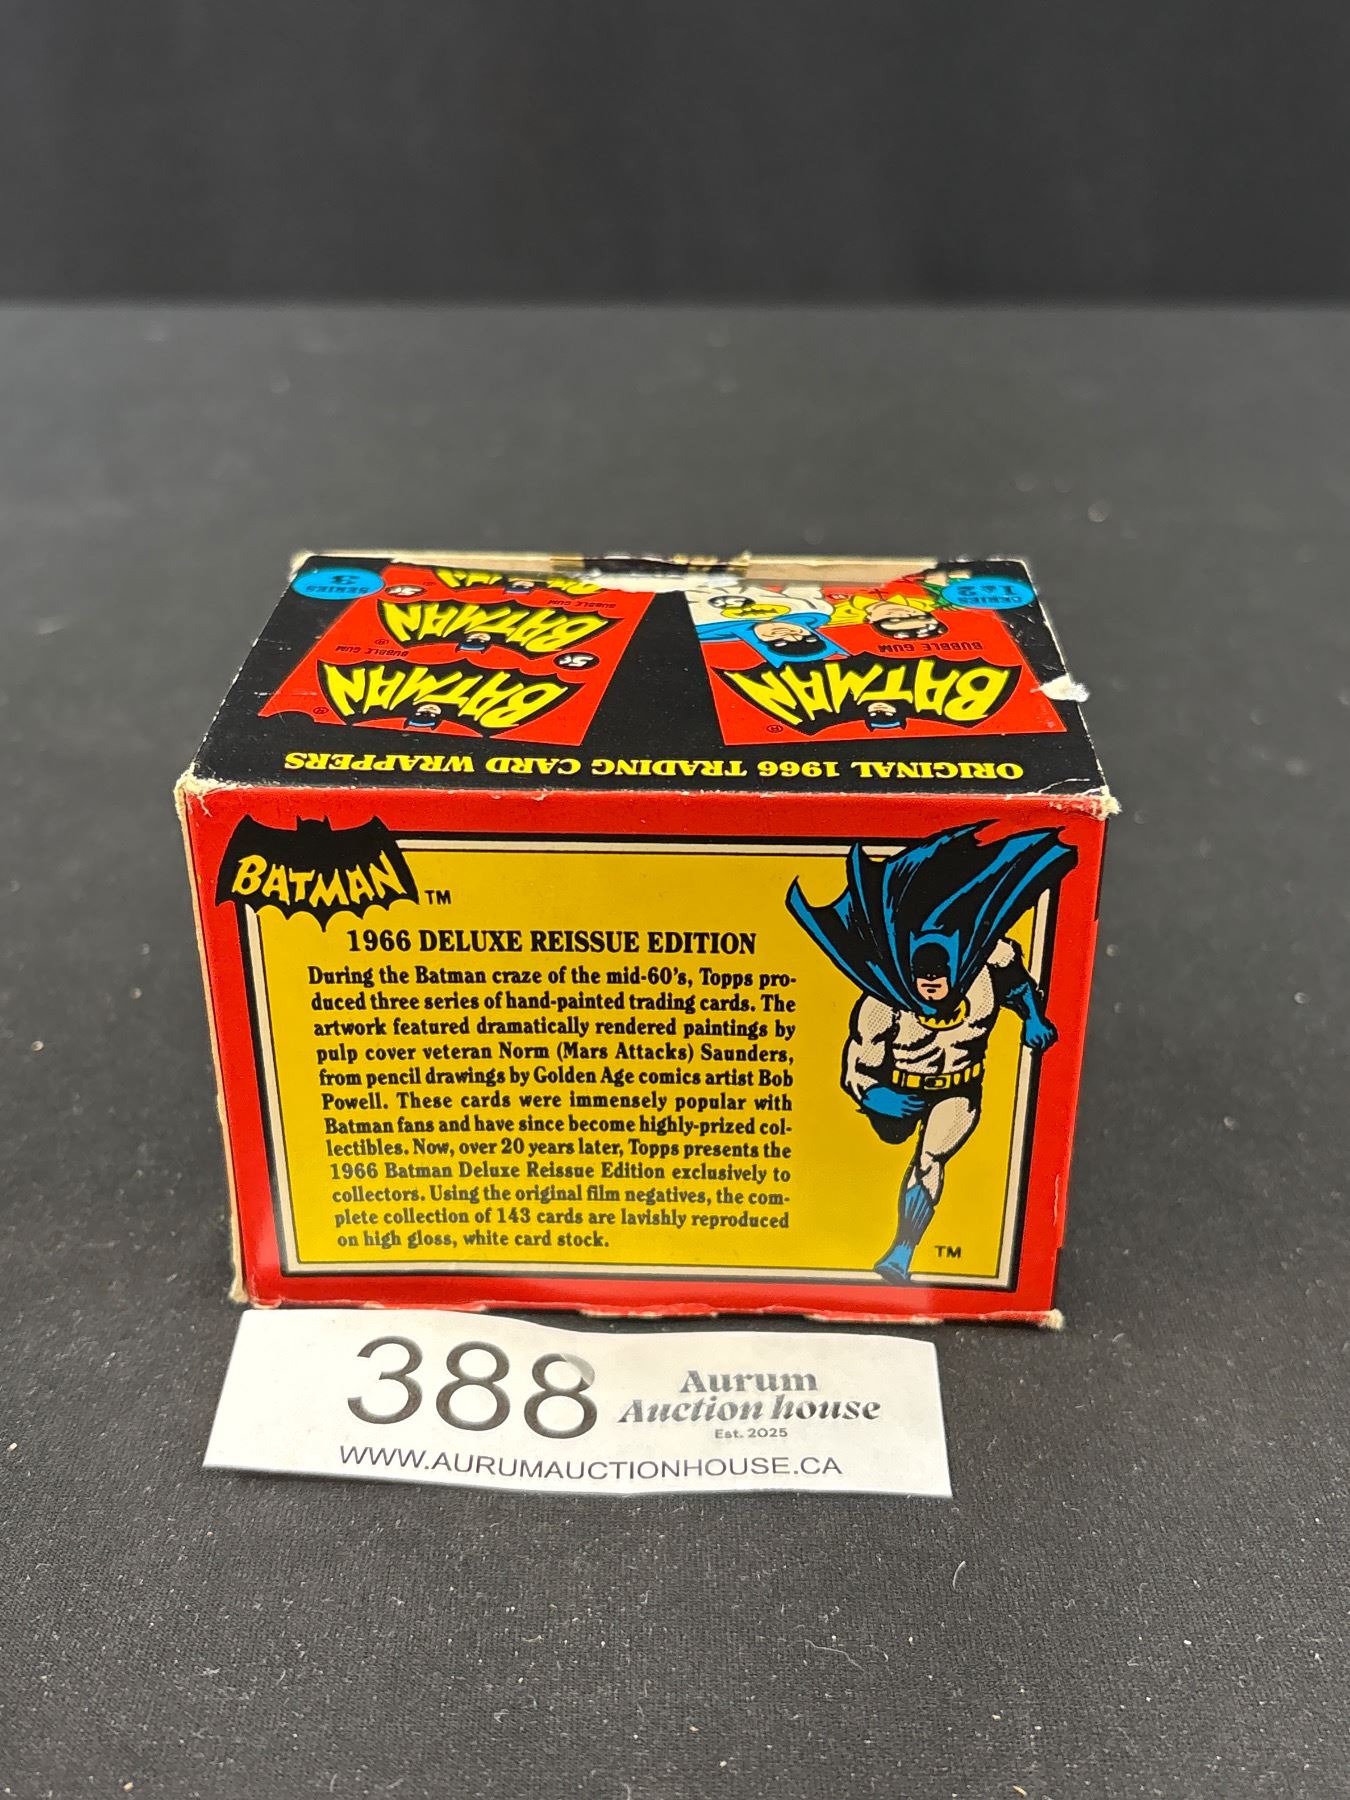 SERIES
3
5¢
BATMAN
BUBBLE GUM
®
5¢
BATMAN
BUBBLE GUM
®
SERIES
1&2
BUBBLE GUM
BATMAN
®
ORIGINAL 1966 TRADING CARD WRAPPERS
BATMAN TM
1966 DELUXE REISSUE EDITION
During the Batman craze of the mid-60's, Topps pro-
duced three series of hand-painted trading cards. The
artwork featured dramatically rendered paintings by
pulp cover veteran Norm (Mars Attacks) Saunders,
from pencil drawings by Golden Age comics artist Bob
Powell. These cards were immensely popular with
Batman fans and have since become highly-prized col-
lectibles. Now, over 20 years later, Topps presents the
1966 Batman Deluxe Reissue Edition exclusively to
collectors. Using the original film negatives, the com-
plete collection of 143 cards are lavishly reproduced
on high gloss, white card stock.
TM
388
Aurum
Auction house
Est. 2025
WWW.AURUMAUCTIONHOUSE.CA